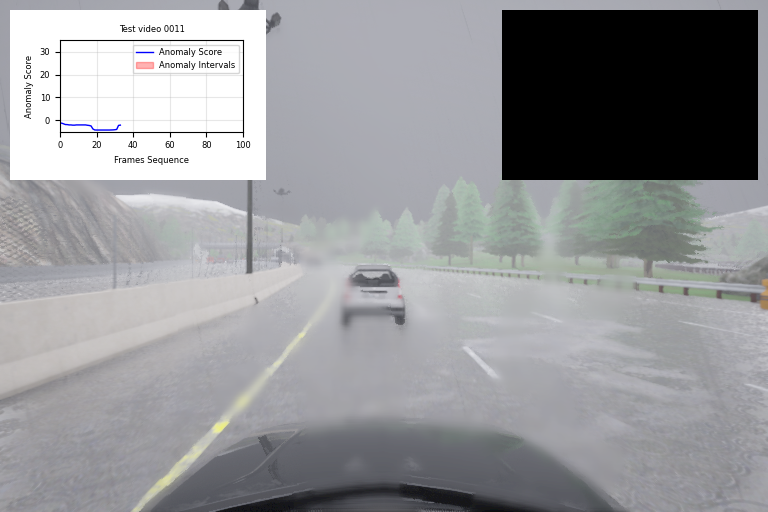 Test video 0011
Anomaly Score
Anomaly Intervals
Anomaly Score
30
20
10
0
0 20 40 60 80 100
Frames Sequence